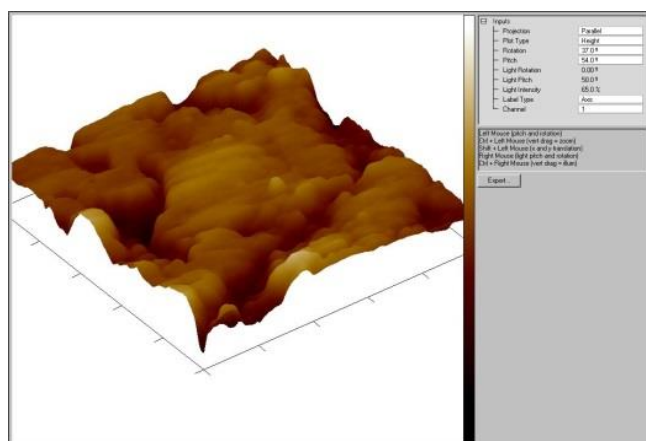 Inputs
Projection Parallel
Plot Type Height
Rotation 37.0 º
Pitch 54.0 º
Light Rotation 0.00 º
Light Pitch 50.0 º
Light Intensity 65.0 %
Label Type Axis
Channel 1
Left Mouse (pitch and rotation)
Ctrl + Left Mouse (vert drag = zoom)
Shift + Left Mouse (x and y translation)
Right Mouse (light pitch and rotation)
Ctrl + Right Mouse (vert drag = illum)
Export...